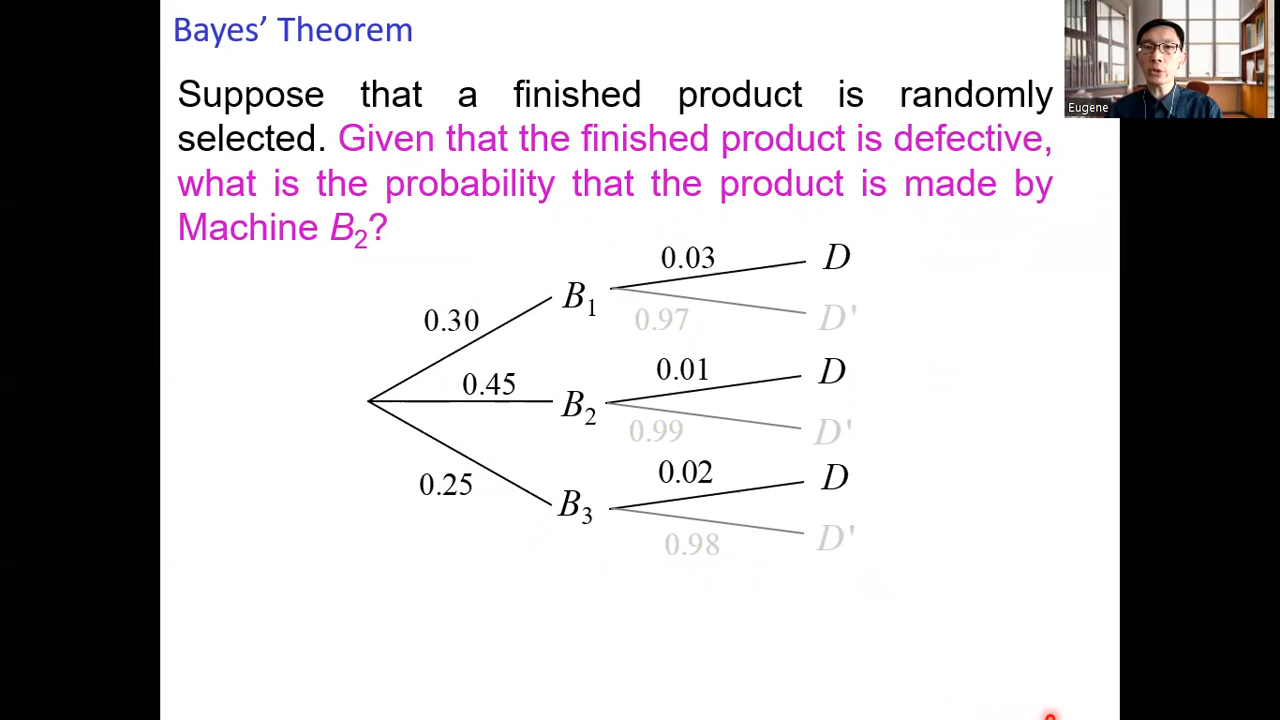 Bayes’ Theorem
Eugene
Suppose that a finished product is randomly
selected. Given that the finished product is defective,
what is the probability that the product is made by
Machine B₂?
0.03
D
B₁
0.30
0.97
D'
0.01
D
0.45
B₂
0.99
D'
0.02
D
0.25
B₃
0.98
D'